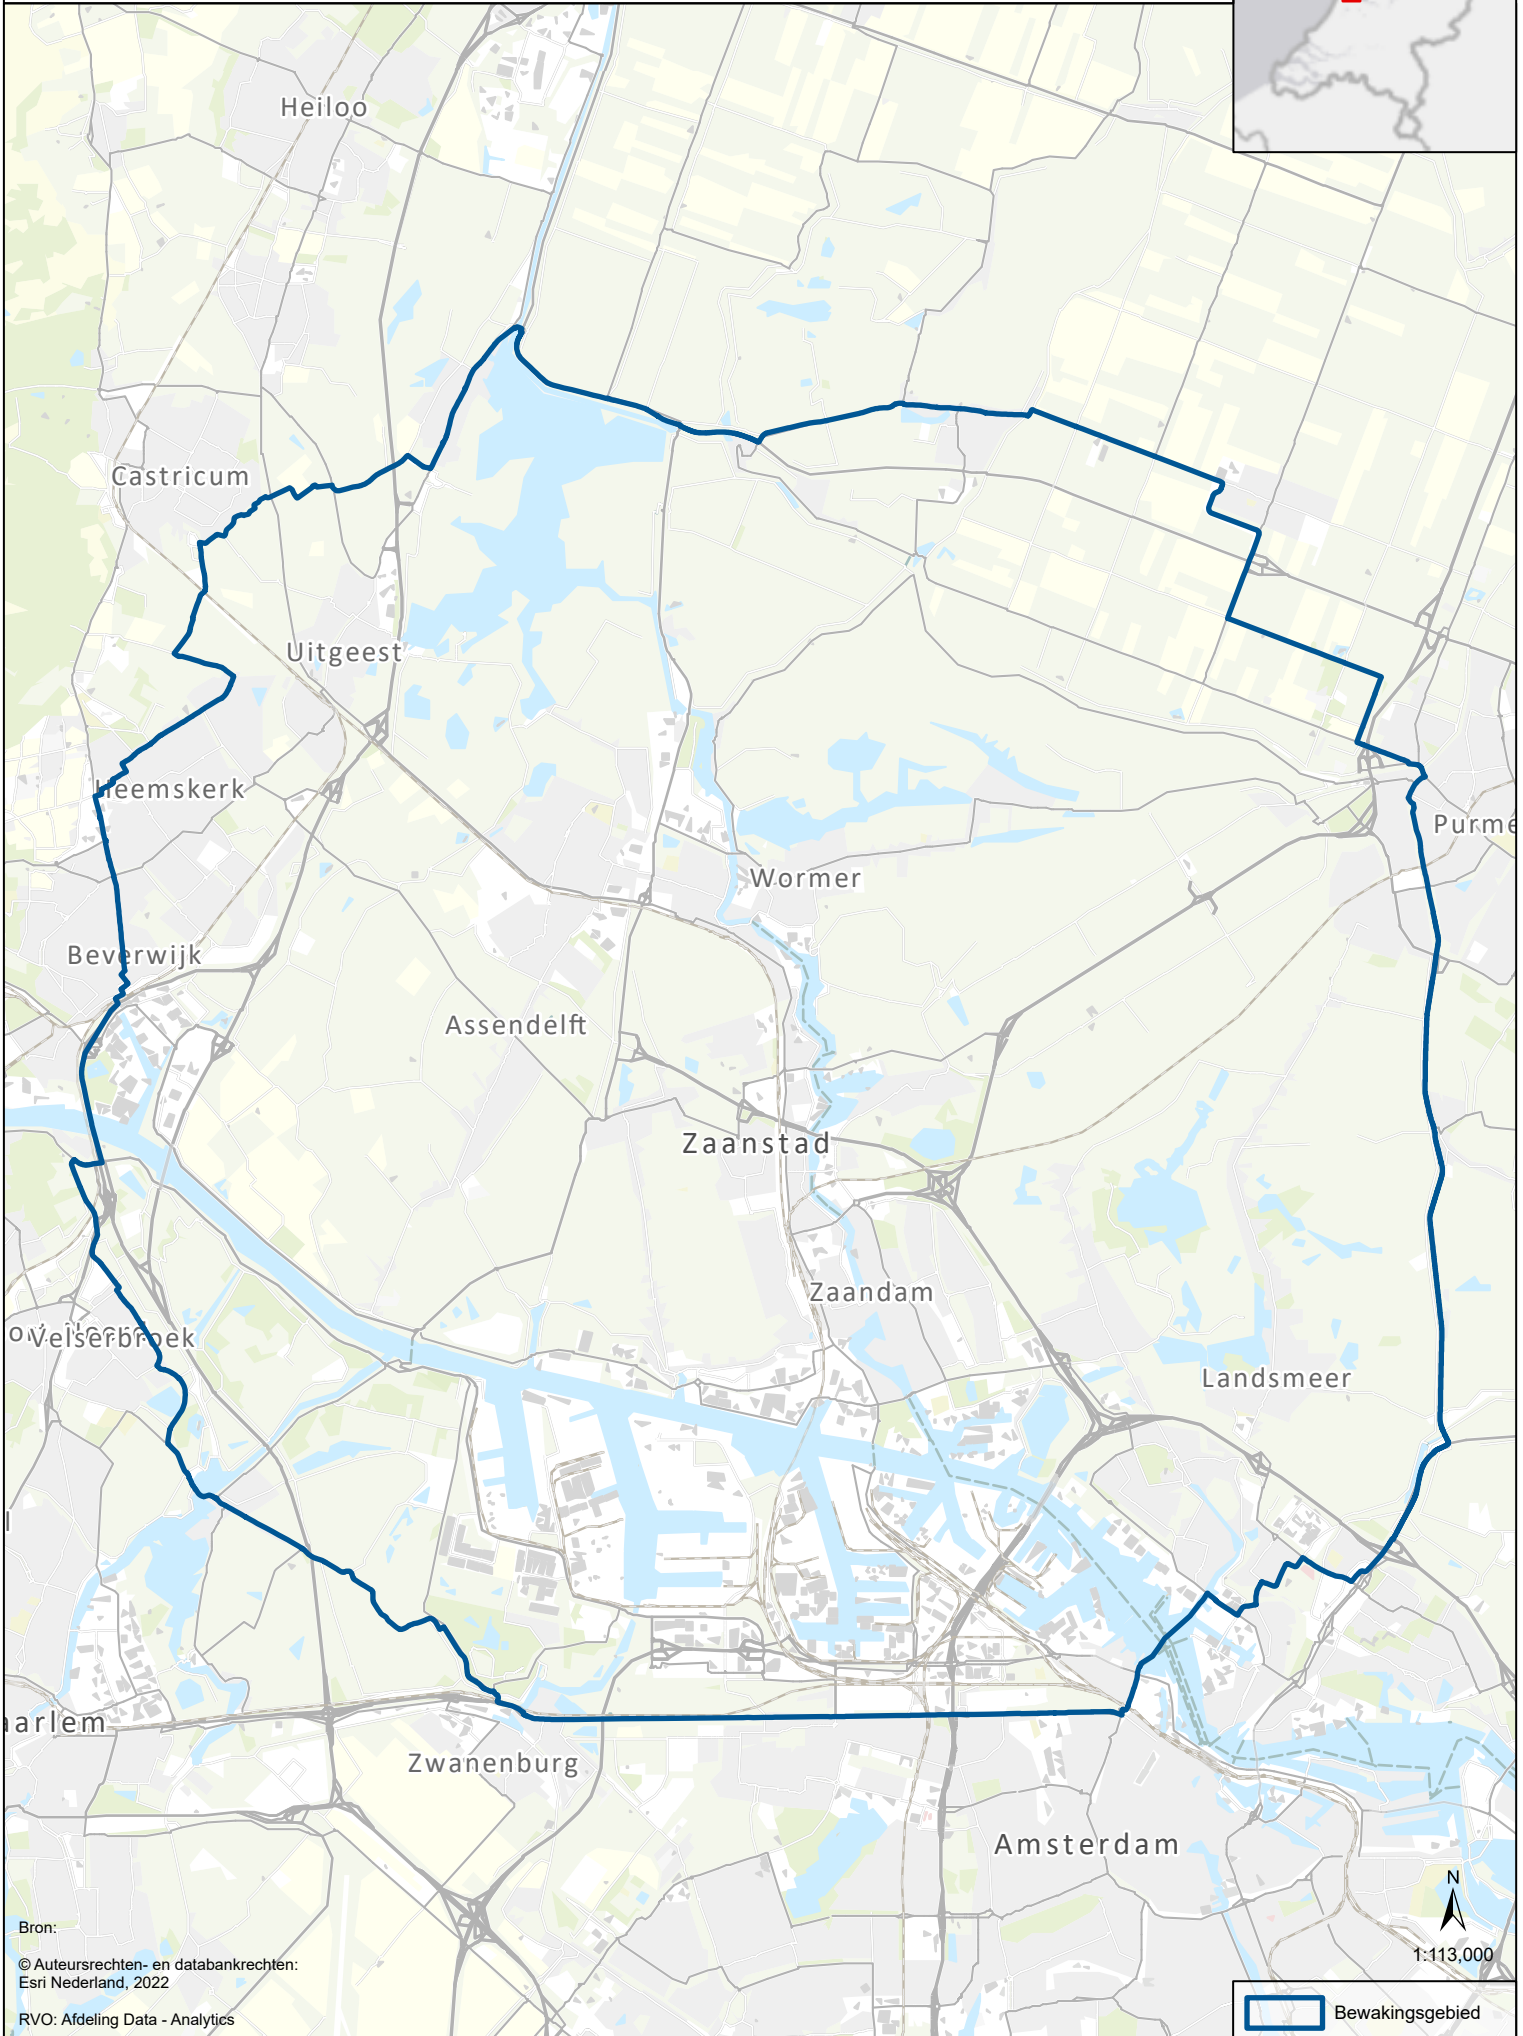 Heiloo
Castricum
Uitgeest
Heemskerk
Purme
Wormer
Beverwijk
Assendelft
Zaanstad
Zaandam
Velserbroek
Landsmeer
aarlem
Zwanenburg
Amsterdam
N
1:113,000
Bron:
© Auteursrechten- en databankrechten:
Esri Nederland, 2022
RVO: Afdeling Data - Analytics
Bewakingsgebied